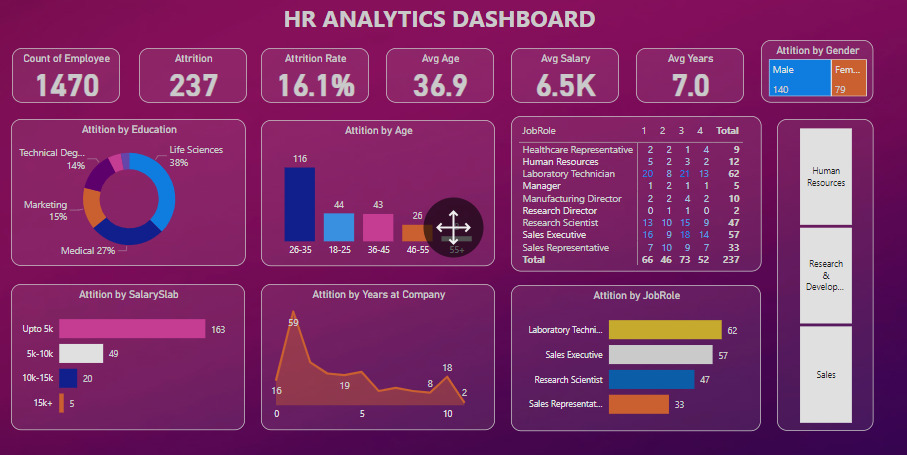 HR ANALYTICS DASHBOARD
Count of Employee
1470
Attrition
237
Attrition Rate
16.1%
Avg Age
36.9
Avg Salary
6.5K
Avg Years
7.0
Attition by Gender
Male
Fem...
140
79
Attition by Education
Life Sciences
38%
Technical Deg...
14%
Marketing
15%
Medical 27%
Attition by Age
116
44
43
26
26-35
18-25
36-45
46-55
55+
JobRole 1 2 3 4 Total
Healthcare Representative 2 2 1 4 9
Human Resources 5 2 3 2 12
Laboratory Technician 20 8 21 13 62
Manager 1 2 1 1 5
Manufacturing Director 2 2 4 2 10
Research Director 0 1 1 0 2
Research Scientist 13 10 15 9 47
Sales Executive 16 9 18 14 57
Sales Representative 7 10 9 7 33
Total 66 46 73 52 237
Human
Resources
Research
&
Develop...
Sales
Attition by SalarySlab
Upto 5k 163
5k-10k 49
10k-15k 20
15k+ 5
Attition by Years at Company
59
16
19
8
18
2
0 5 10
Attition by JobRole
Laboratory Techni... 62
Sales Executive 57
Research Scientist 47
Sales Representat... 33